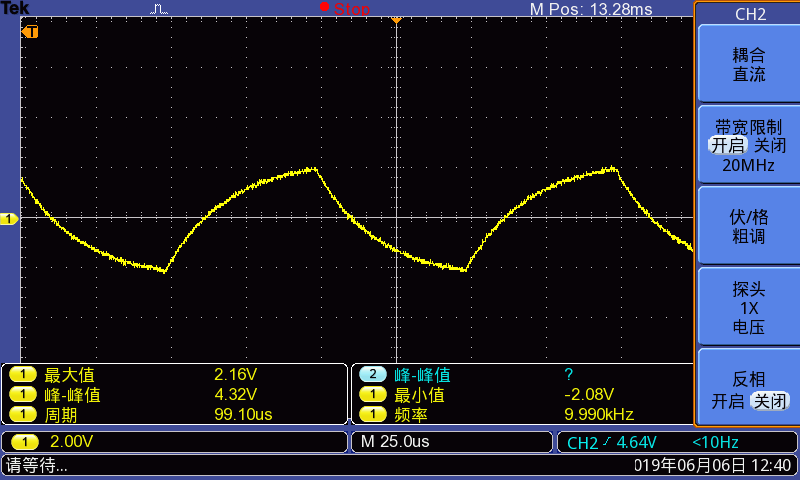 Tek Stop M Pos: 13.28ms CH2
T
耦合
直流
带宽限制
开启 关闭
20MHz
1
伏/格
粗调
探头
1X
电压
反相
开启 关闭
1 最大值 2.16V
1 峰-峰值 4.32V
1 周期 99.10us
2 峰-峰值 ?
1 最小值 -2.08V
1 频率 9.990kHz
1 2.00V M 25.0us CH2 4.64V <10Hz
请等待... 019年06月06日 12:40